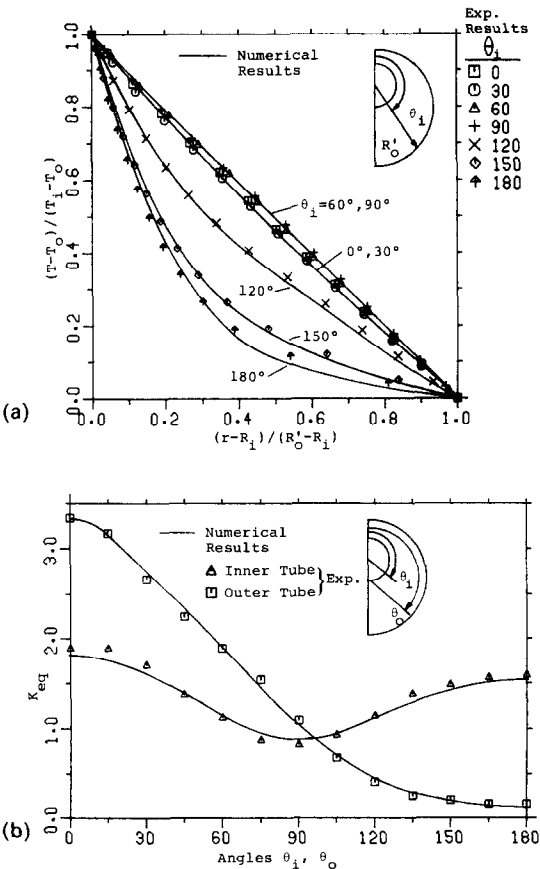 Exp.
Results
θi
0
30
60
90
120
150
180
Numerical
Results
θi
R'o
θi=60°,90°
0°,30°
120°
150°
180°
1.0
0.8
0.6
0.4
0.2
0.0
(T-To)/(Ti-To)
0.0 0.2 0.4 0.6 0.8 1.0
(r-Ri)/(R'o-Ri)
(a)
Numerical
Results
Inner Tube
Outer Tube
}Exp.
θi
θo
3.0
2.0
1.0
0.0
Keq
0 30 60 90 120 150 180
Angles θi, θo
(b)